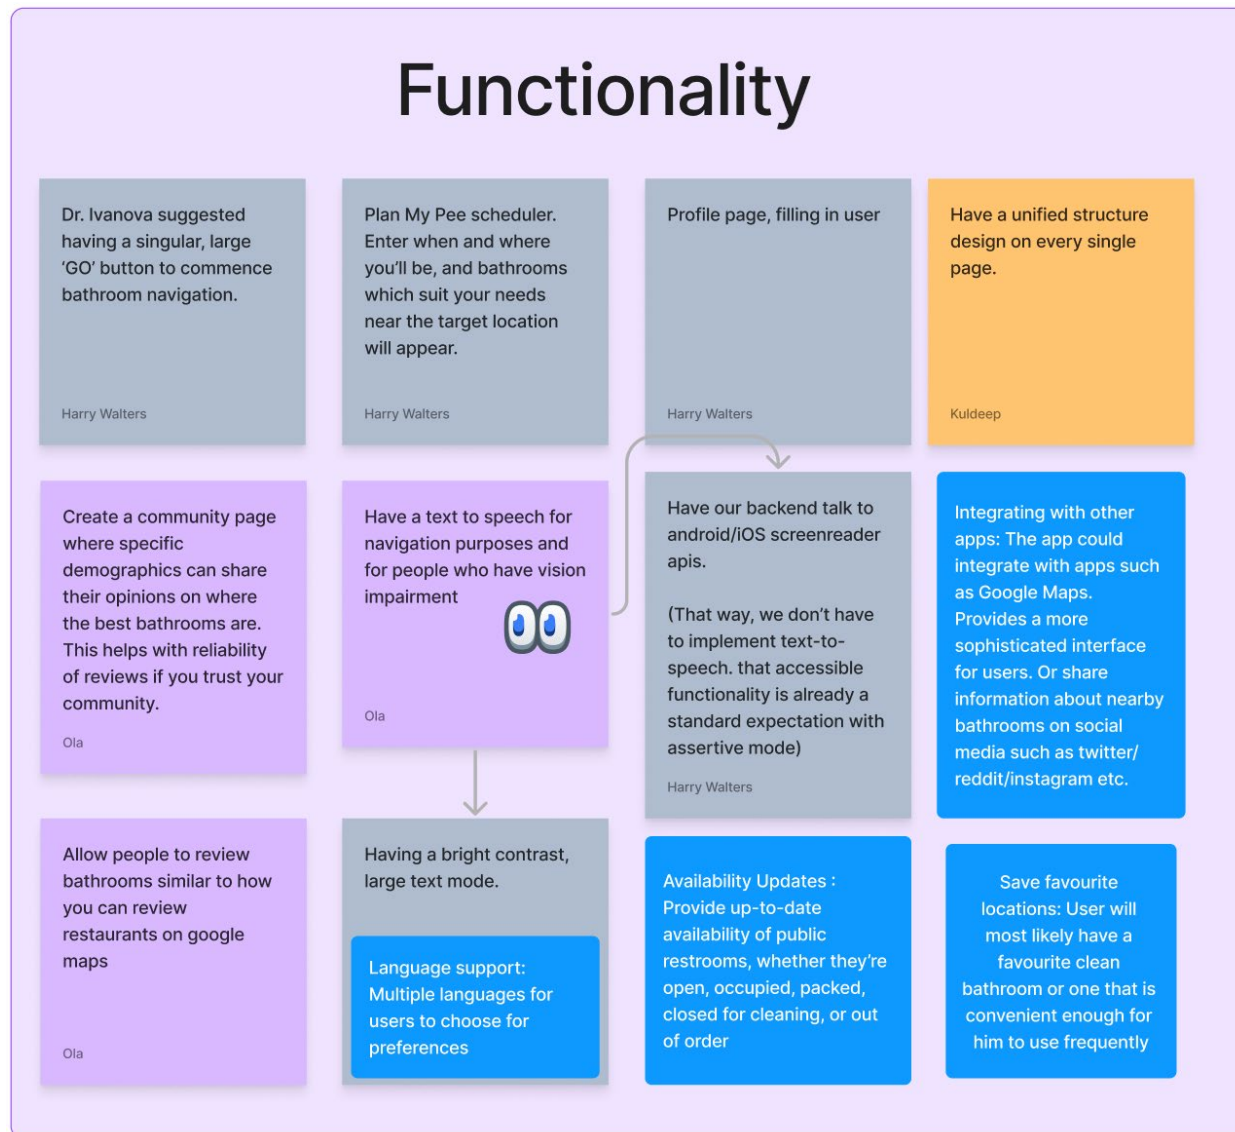 Functionality
Dr. Ivanova suggested
having a singular, large
‘GO’ button to commence
bathroom navigation.
Harry Walters
Plan My Pee scheduler.
Enter when and where
you’ll be, and bathrooms
which suit your needs
near the target location
will appear.
Harry Walters
Profile page, filling in user
Harry Walters
Have a unified structure
design on every single
page.
Kuldeep
Create a community page
where specific
demographics can share
their opinions on where
the best bathrooms are.
This helps with reliability
of reviews if you trust your
community.
Ola
Have a text to speech for
navigation purposes and
for people who have vision
impairment
Ola
Have our backend talk to
android/iOS screenreader
apis.
(That way, we don’t have
to implement text-to-
speech. that accessible
functionality is already a
standard expectation with
assertive mode)
Harry Walters
Integrating with other
apps: The app could
integrate with apps such
as Google Maps.
Provides a more
sophisticated interface
for users. Or share
information about nearby
bathrooms on social
media such as twitter/
reddit/instagram etc.
Allow people to review
bathrooms similar to how
you can review
restaurants on google
maps
Ola
Having a bright contrast,
large text mode.
Language support:
Multiple languages for
users to choose for
preferences
Availability Updates :
Provide up-to-date
availability of public
restrooms, whether they’re
open, occupied, packed,
closed for cleaning, or out
of order
Save favourite
locations: User will
most likely have a
favourite clean
bathroom or one that is
convenient enough for
him to use frequently